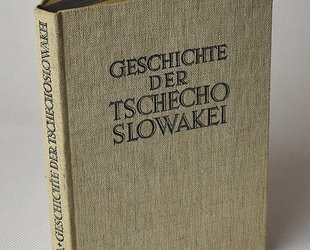 GESCHICHTE
DER
TSCHECHO
SLOWAKEI
GESCHICHTE DER TSCHECHOSLOWAKEI